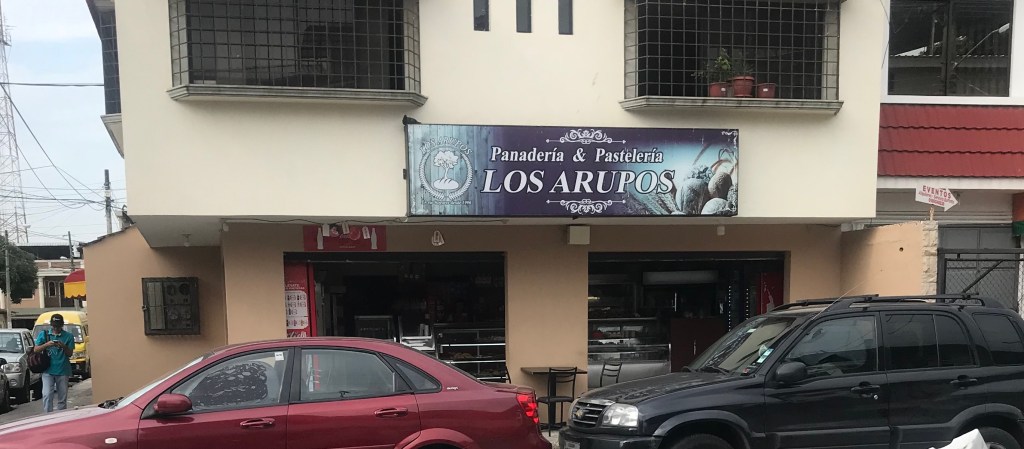 Panadería & Pastelería
LOS ARUPOS
EVENTOS